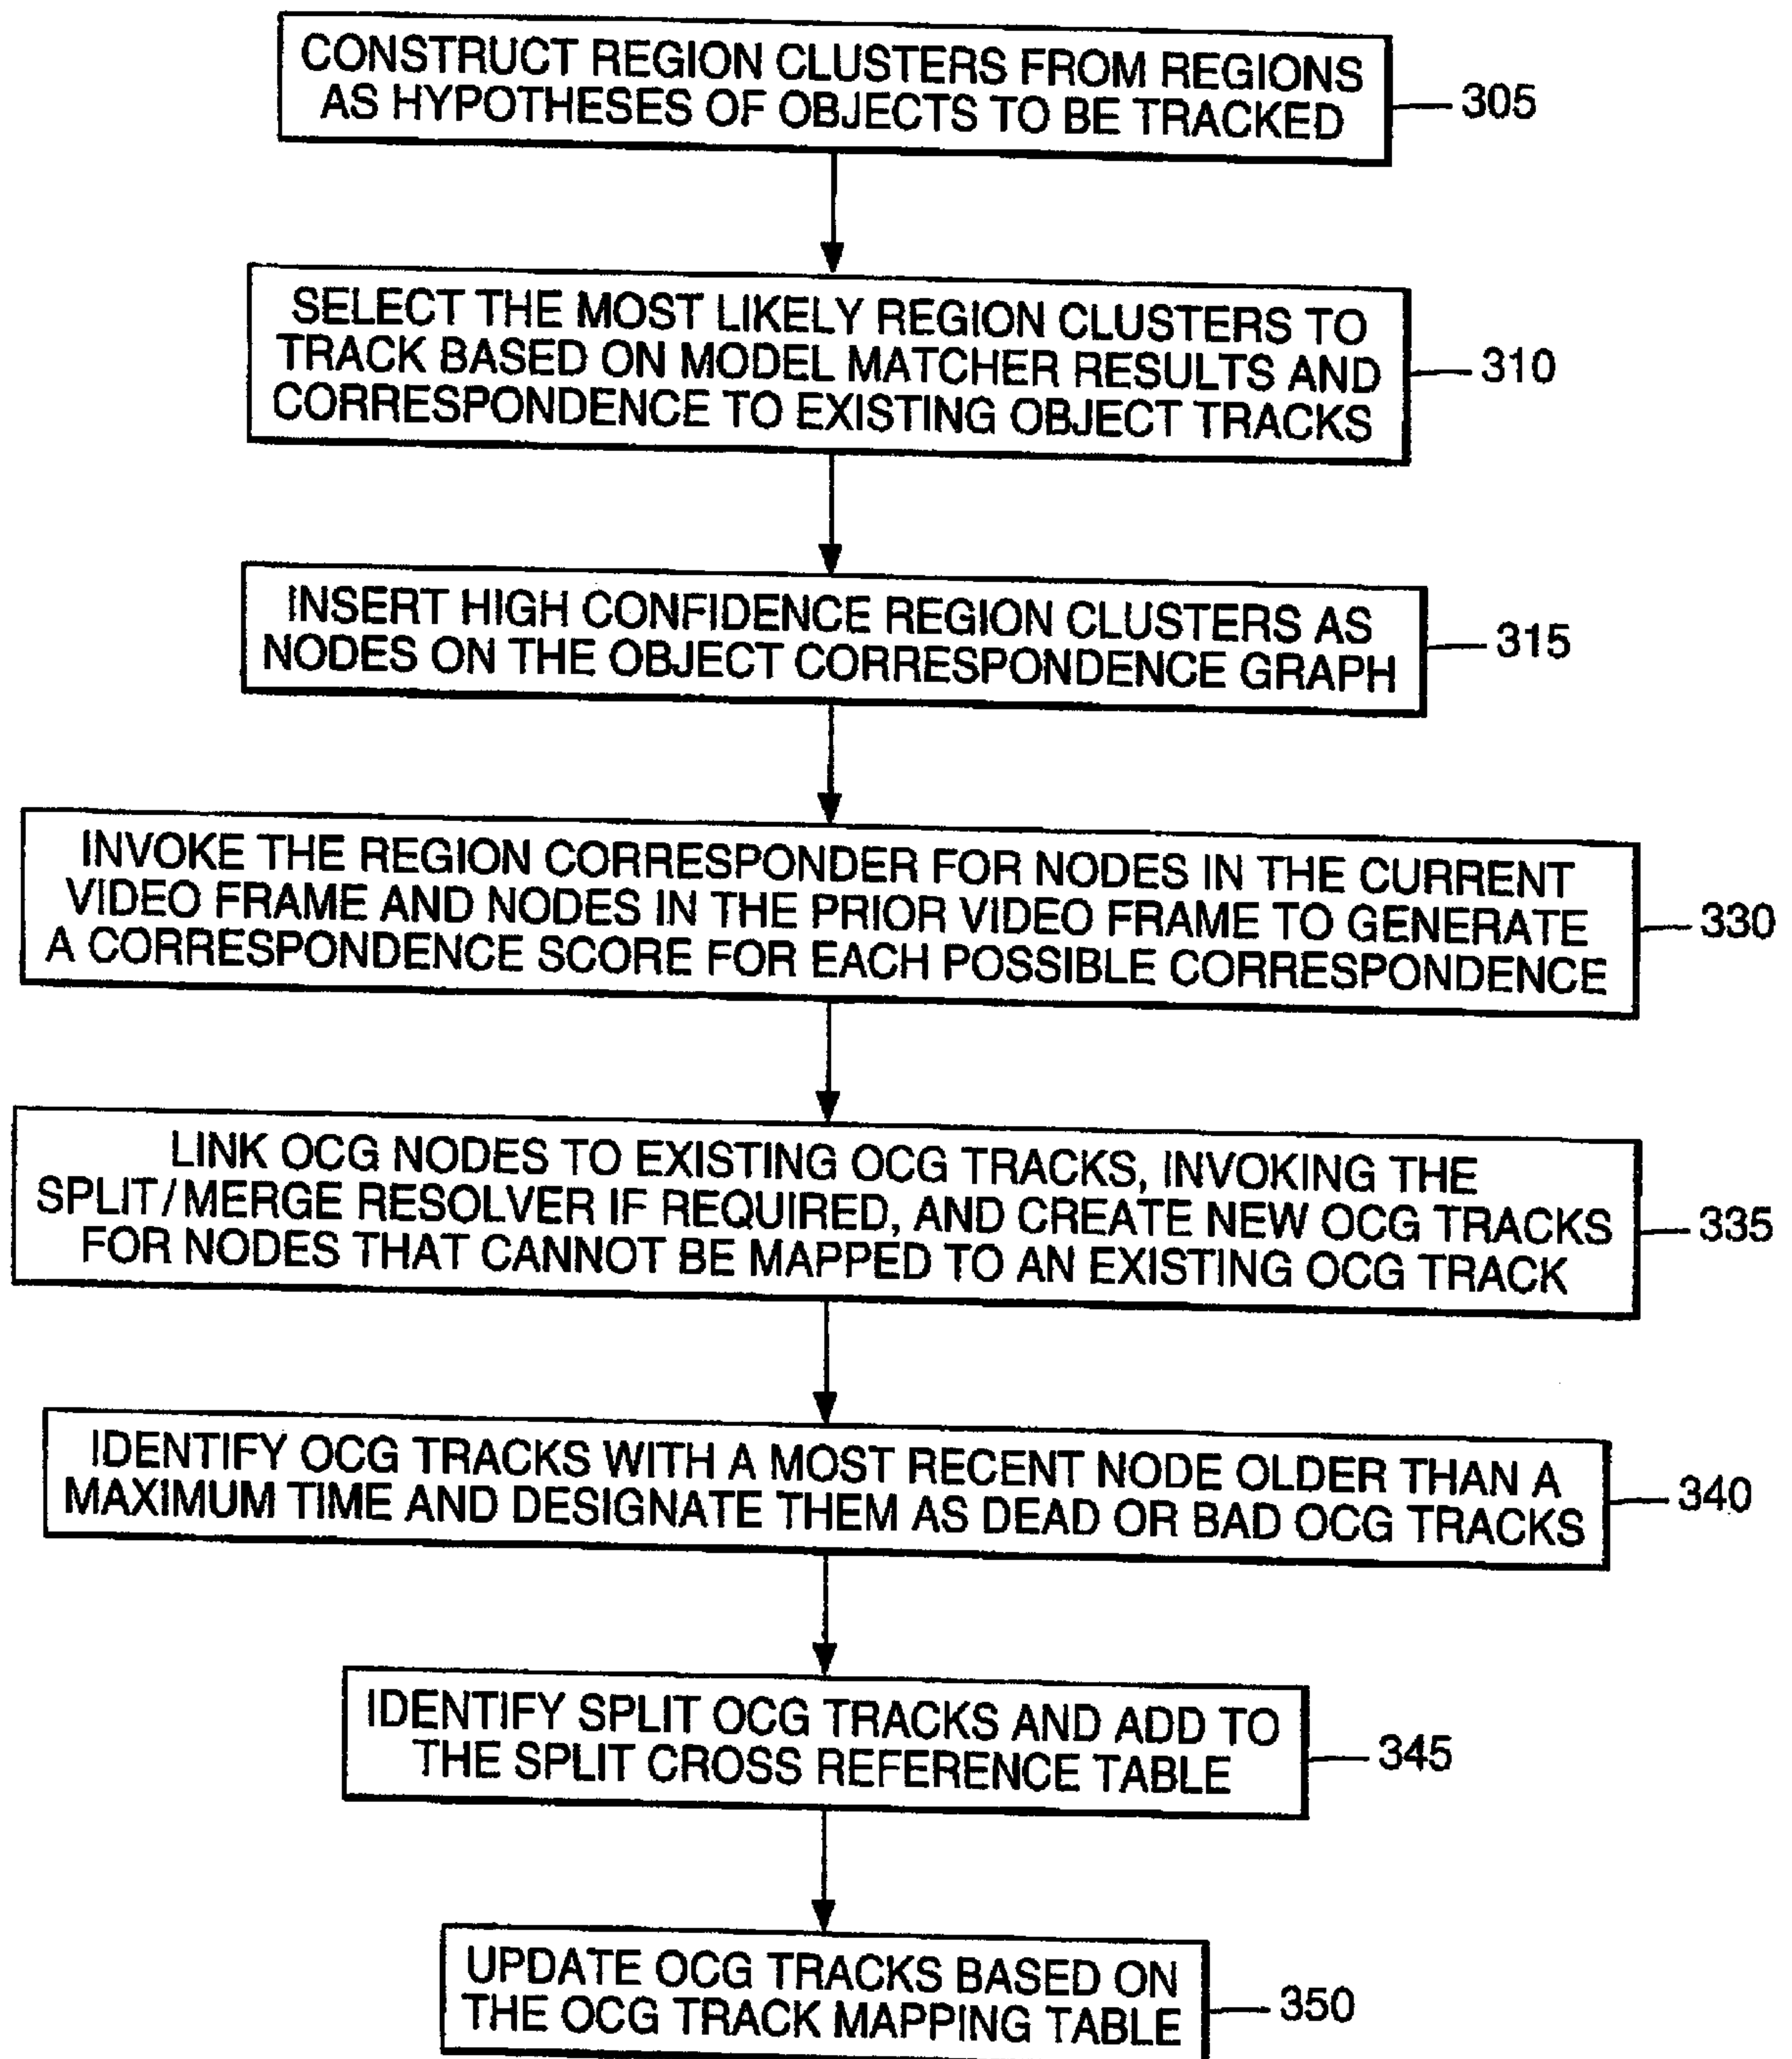 CONSTRUCT REGION CLUSTERS FROM REGIONS
AS HYPOTHESES OF OBJECTS TO BE TRACKED
305
SELECT THE MOST LIKELY REGION CLUSTERS TO
TRACK BASED ON MODEL MATCHER RESULTS AND
CORRESPONDENCE TO EXISTING OBJECT TRACKS
310
INSERT HIGH CONFIDENCE REGION CLUSTERS AS
NODES ON THE OBJECT CORRESPONDENCE GRAPH
315
INVOKE THE REGION CORRESPONDER FOR NODES IN THE CURRENT
VIDEO FRAME AND NODES IN THE PRIOR VIDEO FRAME TO GENERATE
A CORRESPONDENCE SCORE FOR EACH POSSIBLE CORRESPONDENCE
330
LINK OCG NODES TO EXISTING OCG TRACKS, INVOKING THE
SPLIT/MERGE RESOLVER IF REQUIRED, AND CREATE NEW OCG TRACKS
FOR NODES THAT CANNOT BE MAPPED TO AN EXISTING OCG TRACK
335
IDENTIFY OCG TRACKS WITH A MOST RECENT NODE OLDER THAN A
MAXIMUM TIME AND DESIGNATE THEM AS DEAD OR BAD OCG TRACKS
340
IDENTIFY SPLIT OCG TRACKS AND ADD TO
THE SPLIT CROSS REFERENCE TABLE
345
UPDATE OCG TRACKS BASED ON
THE OCG TRACK MAPPING TABLE
350